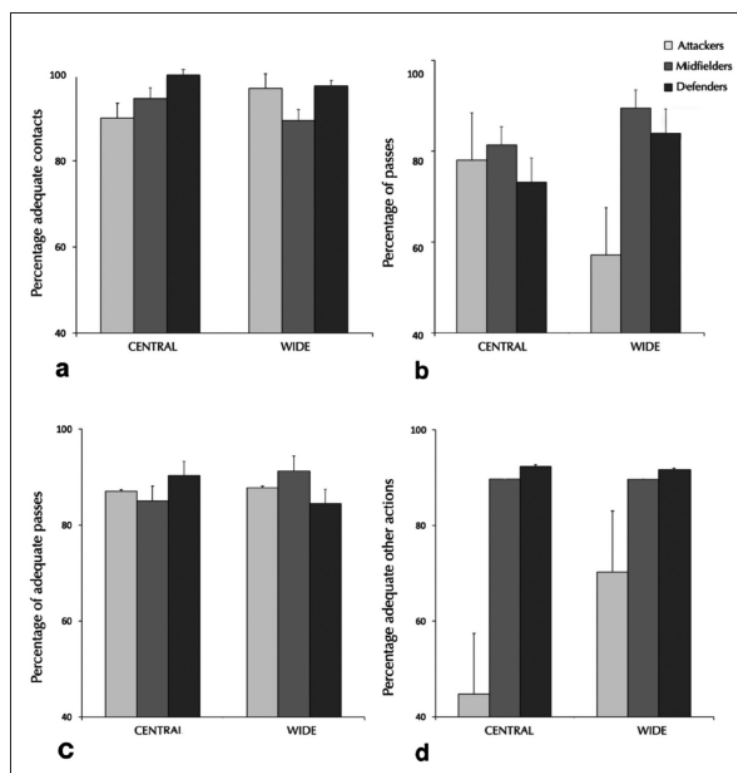 Attackers
Midfielders
Defenders
Percentage adequate contacts
100
80
60
40
CENTRAL
WIDE
a
Percentage of passes
100
80
60
40
CENTRAL
WIDE
b
Percentage of adequate passes
100
80
60
40
CENTRAL
WIDE
c
Percentage adequate other actions
100
80
60
40
CENTRAL
WIDE
d